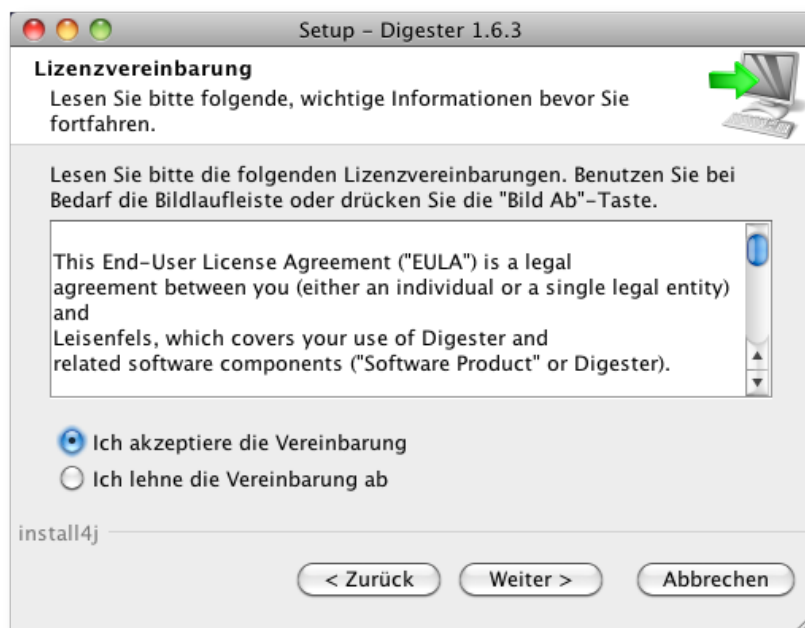 Setup – Digester 1.6.3
Lizenzvereinbarung
Lesen Sie bitte folgende, wichtige Informationen bevor Sie
fortfahren.
Lesen Sie bitte die folgenden Lizenzvereinbarungen. Benutzen Sie bei
Bedarf die Bildlaufleiste oder drücken Sie die "Bild Ab"-Taste.
This End-User License Agreement ("EULA") is a legal
agreement between you (either an individual or a single legal entity)
and
Leisenfels, which covers your use of Digester and
related software components ("Software Product" or Digester).
Ich akzeptiere die Vereinbarung
Ich lehne die Vereinbarung ab
install4j
< Zurück Weiter > Abbrechen